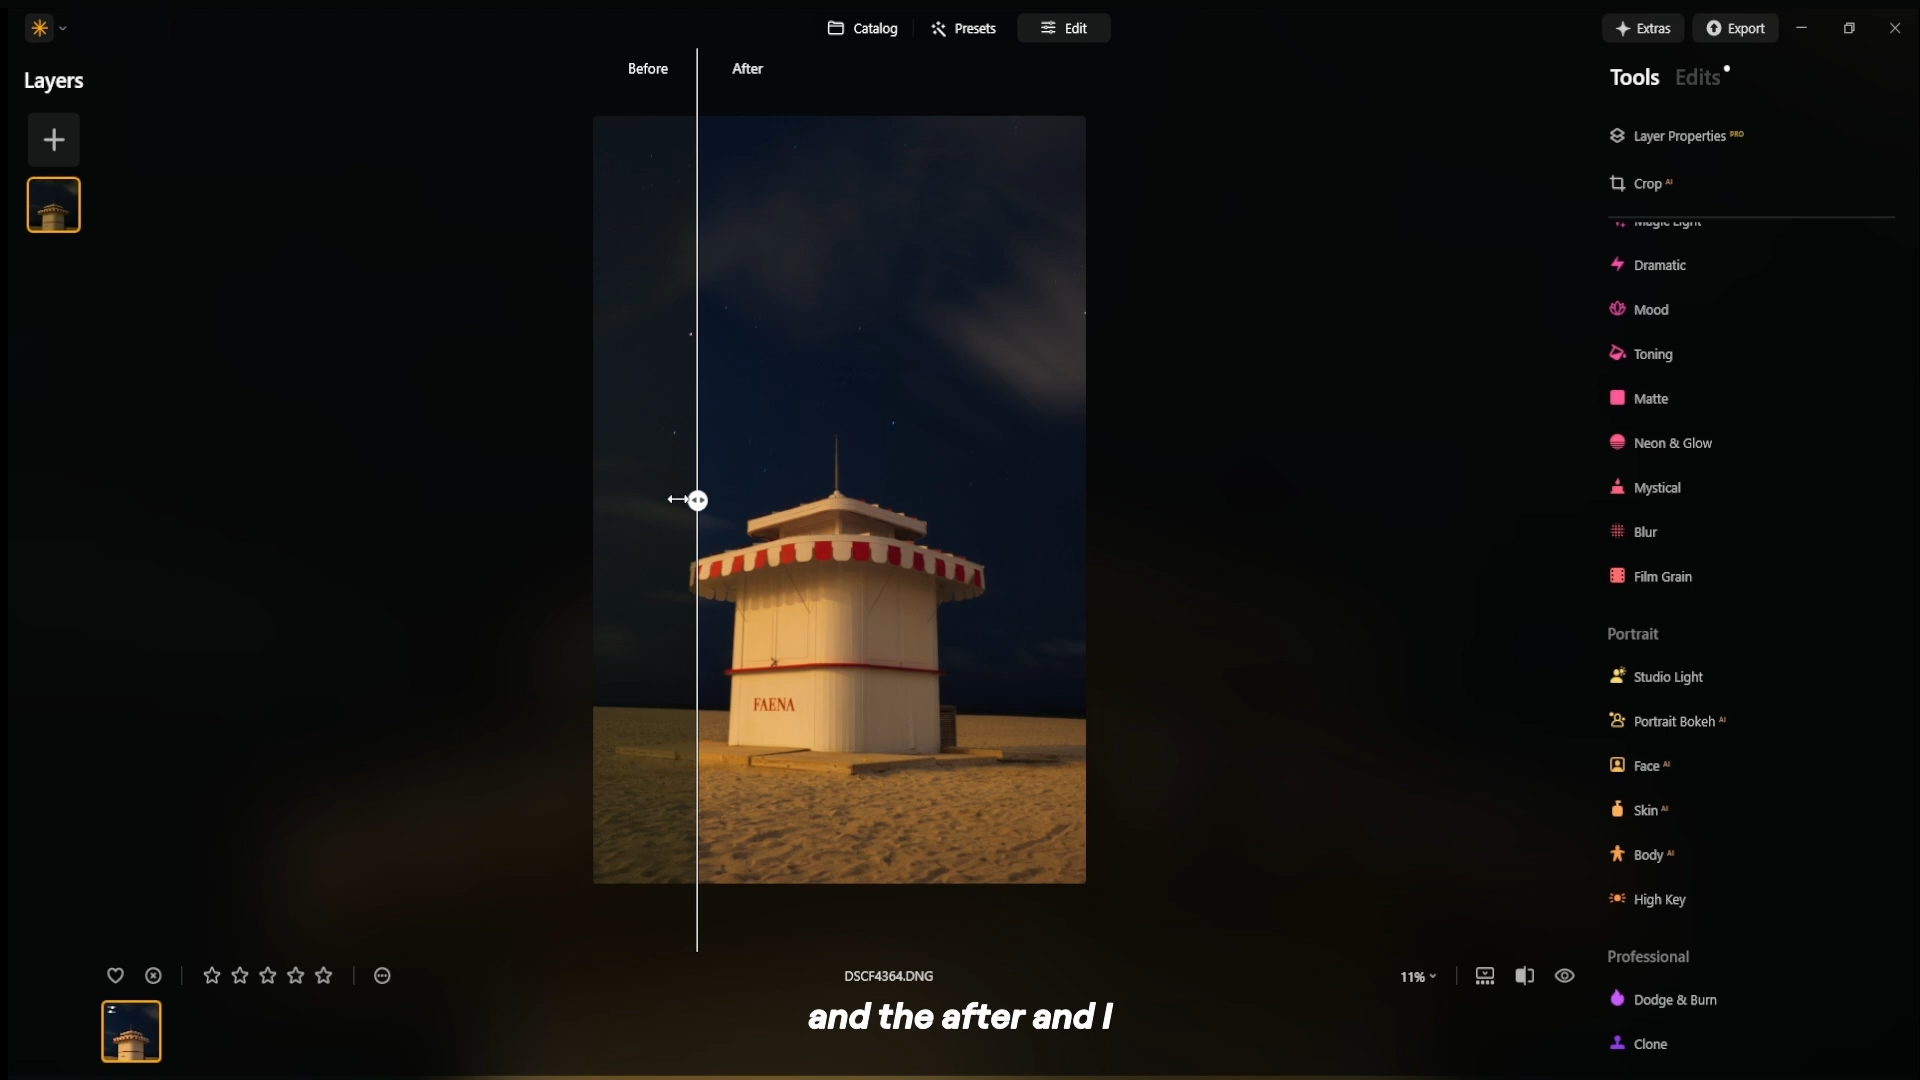 Catalog
Presets
Edit
Extras
Export
Layers
Before
After
Tools
Edits
Layer Properties PRO
Crop AI
Magic Light
Dramatic
Mood
Toning
Matte
Neon & Glow
Mystical
Blur
Film Grain
Portrait
Studio Light
Portrait Bokeh AI
Face AI
Skin AI
Body AI
High Key
Professional
Dodge & Burn
Clone
FAENA
DSCF4364.DNG
11%
and the after and I